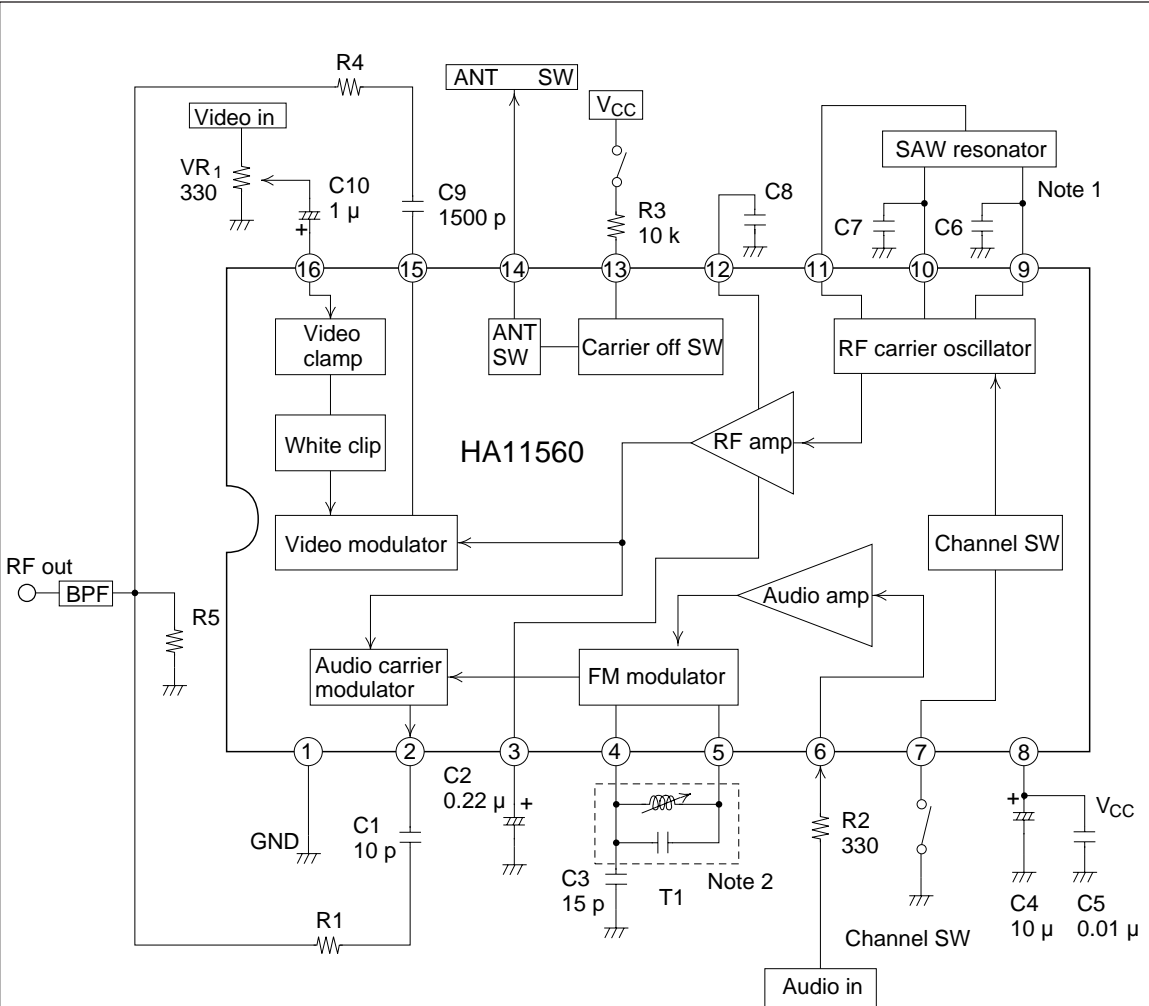 R4
ANT SW
Video in
VCC
SAW resonator
VR1
330
C10
1 µ
C9
1500 p
R3
10 k
C8
C7
C6
Note 1
+
16
15
14
13
12
11
10
9
Video
clamp
ANT
SW
Carrier off SW
RF carrier oscillator
White clip
HA11560
RF amp
Video modulator
Channel SW
RF out
BPF
R5
Audio amp
Audio carrier
modulator
FM modulator
1
2
3
4
5
6
7
8
C2
0.22 µ
+
GND
C1
10 p
C3
15 p
T1
Note 2
R2
330
+
VCC
C4
10 µ
C5
0.01 µ
R1
Channel SW
Audio in